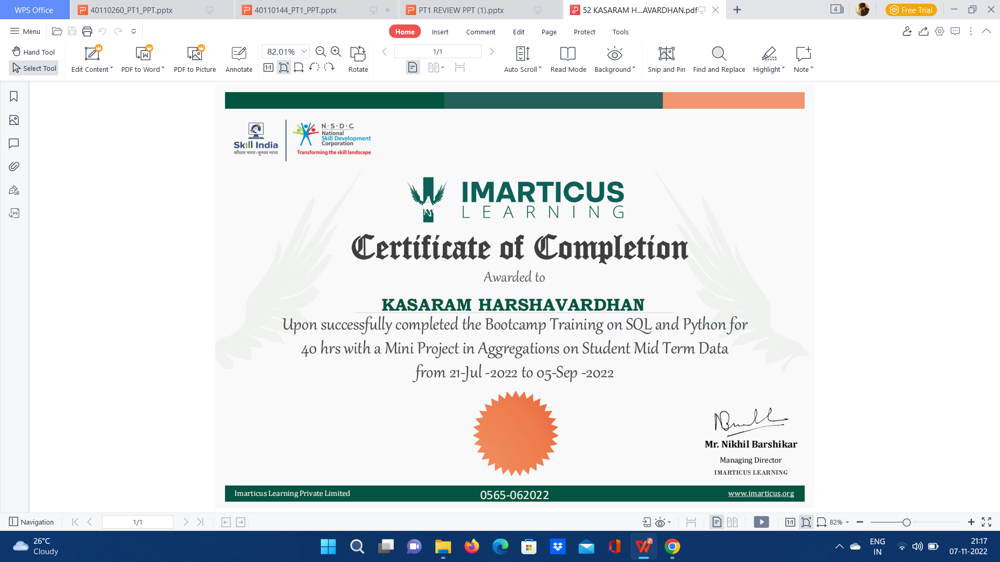 WPS Office
40110260_PT1_PPT.pptx
40110144_PT1_PPT.pptx
PT1 REVIEW PPT (1).pptx
52 KASARAM H...AVARDHAN.pdf
4
Free Trial
Menu
Home
Insert
Comment
Edit
Page
Protect
Tools
Hand Tool
Select Tool
Edit Content
PDF to Word
PDF to Picture
Annotate
82.01%
1:1
Rotate
1/1
Auto Scroll
Read Mode
Background
Snip and Pin
Find and Replace
Highlight
Note
Skill India
कौशल भारत-कुशल भारत
N·S·D·C
National
Skill Development
Corporation
Transforming the skill landscape
IMARTICUS
LEARNING
Certificate of Completion
Awarded to
KASARAM HARSHAVARDHAN
Upon successfully completed the Bootcamp Training on SQL and Python for
40 hrs with a Mini Project in Aggregations on Student Mid Term Data
from 21-Jul -2022 to 05-Sep -2022
Mr. Nikhil Barshikar
Managing Director
IMARTICUS LEARNING
Imarticus Learning Private Limited
0565-062022
www.imarticus.org
Navigation
1/1
1:1
82%
26°C
Cloudy
ENG
IN
21:17
07-11-2022